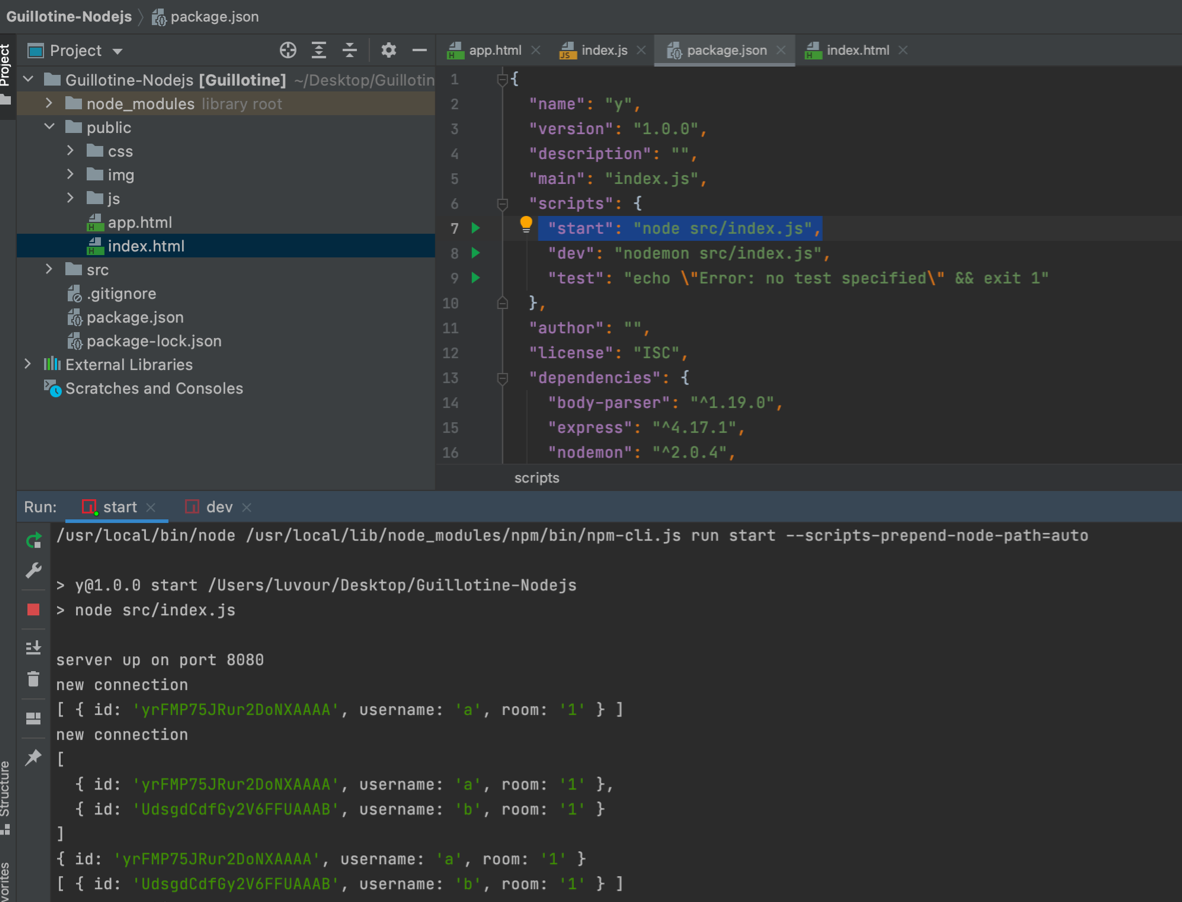 Guillotine-Nodejs package.json
Project
Project
Guillotine-Nodejs [Guillotine] ~/Desktop/Guillotin
node_modules library root
public
css
img
js
app.html
index.html
src
.gitignore
package.json
package-lock.json
External Libraries
Scratches and Consoles
app.html index.js package.json index.html
1 {
2 "name": "y",
3 "version": "1.0.0",
4 "description": "",
5 "main": "index.js",
6 "scripts": {
7 "start": "node src/index.js",
8 "dev": "nodemon src/index.js",
9 "test": "echo \"Error: no test specified\" && exit 1"
10 },
11 "author": "",
12 "license": "ISC",
13 "dependencies": {
14 "body-parser": "^1.19.0",
15 "express": "^4.17.1",
16 "nodemon": "^2.0.4",
scripts
Run: start dev
/usr/local/bin/node /usr/local/lib/node_modules/npm/bin/npm-cli.js run start --scripts-prepend-node-path=auto
> y@1.0.0 start /Users/luvour/Desktop/Guillotine-Nodejs
> node src/index.js
server up on port 8080
new connection
[ { id: 'yrFMP75JRur2DoNXAAAA', username: 'a', room: '1' } ]
new connection
[
{ id: 'yrFMP75JRur2DoNXAAAA', username: 'a', room: '1' },
{ id: 'UdsgdCdfGy2V6FFUAAAB', username: 'b', room: '1' }
]
{ id: 'yrFMP75JRur2DoNXAAAA', username: 'a', room: '1' }
[ { id: 'UdsgdCdfGy2V6FFUAAAB', username: 'b', room: '1' } ]
Structure
vorites